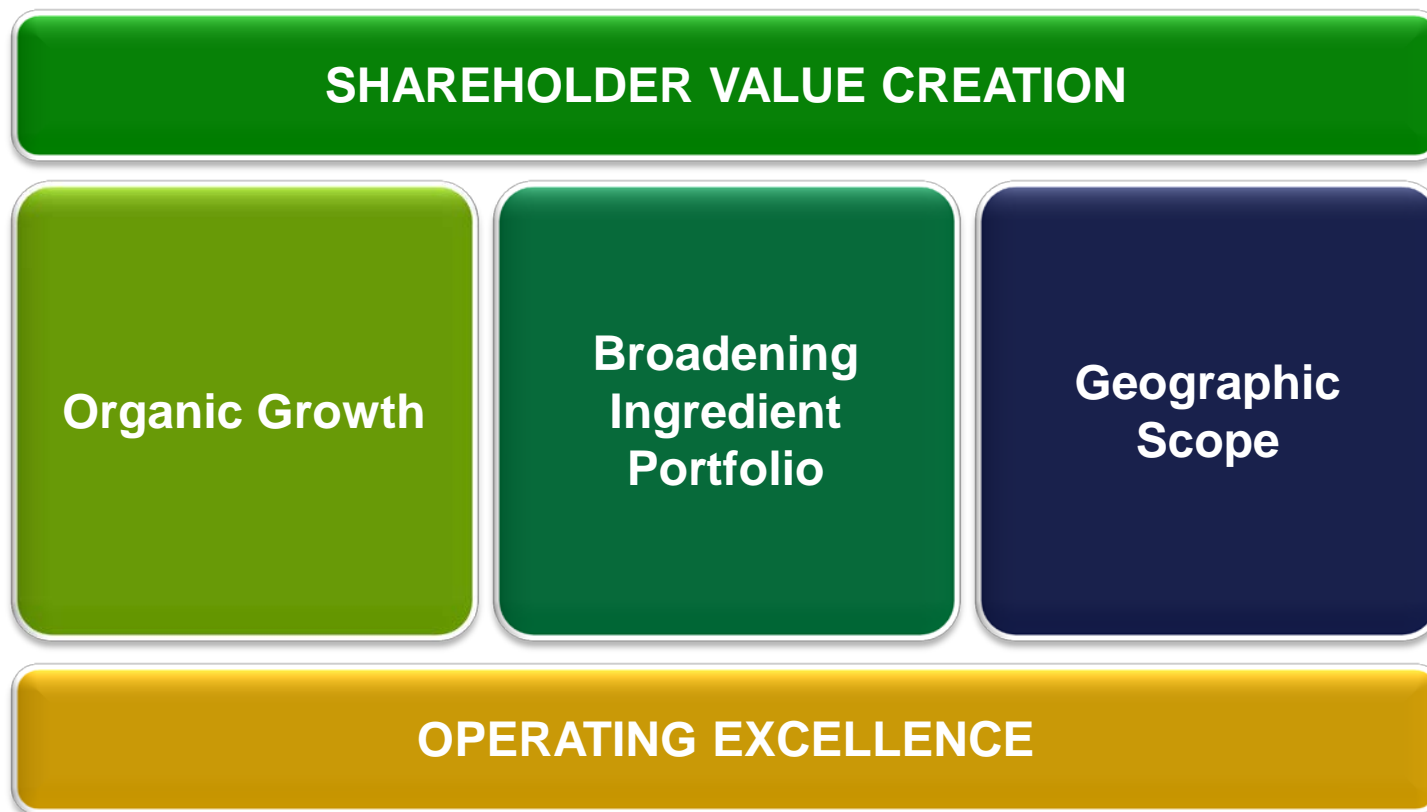 SHAREHOLDER VALUE CREATION
Organic Growth
Broadening
Ingredient
Portfolio
Geographic
Scope
OPERATING EXCELLENCE